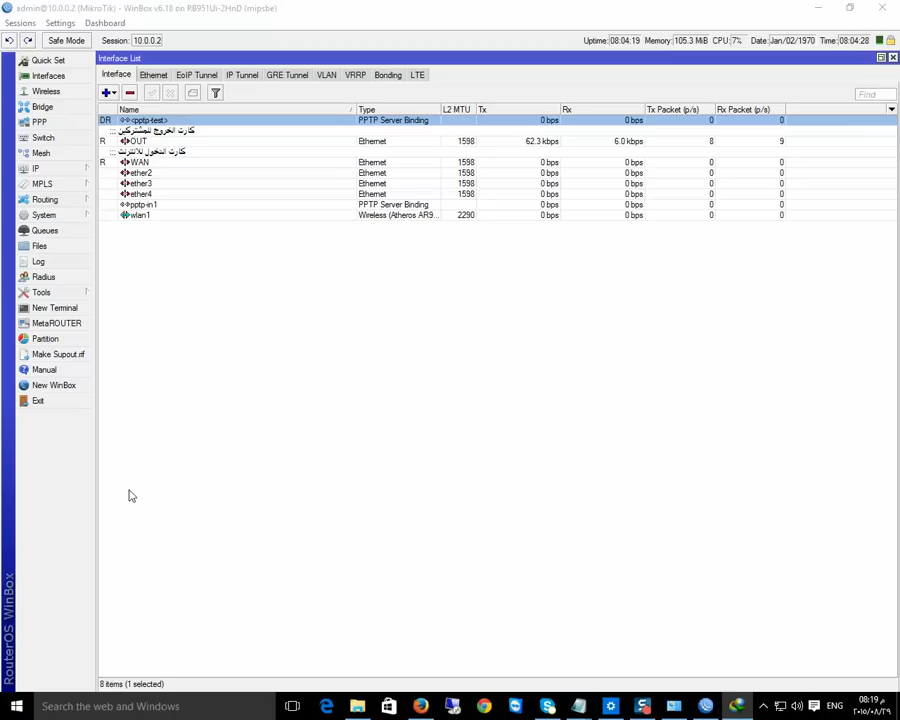 admin@10.0.0.2 (MikroTik) - WinBox v6.18 on RB951Ui-2HnD (mipsbe)
Sessions Settings Dashboard
Safe Mode Session: 10.0.0.2 Uptime: 08:04:19 Memory: 105.3 MiB CPU: 7% Date: Jan/02/1970 Time: 08:04:28
Quick Set
Interfaces
Wireless
Bridge
PPP
Switch
Mesh
IP
MPLS
Routing
System
Queues
Files
Log
Radius
Tools
New Terminal
MetaROUTER
Partition
Make Supout.rif
Manual
New WinBox
Exit
RouterOS WinBox
Interface List
Interface Ethernet EoIP Tunnel IP Tunnel GRE Tunnel VLAN VRRP Bonding LTE
Find
Name Type L2 MTU Tx Rx Tx Packet (p/s) Rx Packet (p/s)
DR <pptp-test> PPTP Server Binding 0 bps 0 bps 0 0
;;; كارت الخروج للمشتركين
R OUT Ethernet 1598 62.3 kbps 6.0 kbps 8 9
;;; كارت الدخول للانترنت
R WAN Ethernet 1598 0 bps 0 bps 0 0
ether2 Ethernet 1598 0 bps 0 bps 0 0
ether3 Ethernet 1598 0 bps 0 bps 0 0
ether4 Ethernet 1598 0 bps 0 bps 0 0
pptp-in1 PPTP Server Binding 0 bps 0 bps 0 0
wlan1 Wireless (Atheros AR9... 2290 0 bps 0 bps 0 0
8 items (1 selected)
Search the web and Windows
ENG
08:19 م
٢٠١٥/٠٨/٢٩